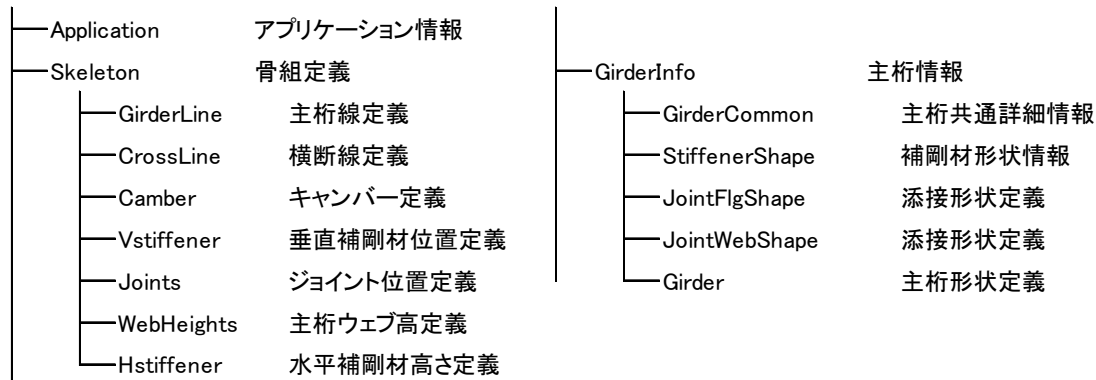 Application アプリケーション情報
Skeleton 骨組定義
GirderLine 主桁線定義
CrossLine 横断線定義
Camber キャンバー定義
Vstiffener 垂直補剛材位置定義
Joints ジョイント位置定義
WebHeights 主桁ウェブ高定義
Hstiffener 水平補剛材高さ定義
GirderInfo 主桁情報
GirderCommon 主桁共通詳細情報
StiffenerShape 補剛材形状情報
JointFlgShape 添接形状定義
JointWebShape 添接形状定義
Girder 主桁形状定義